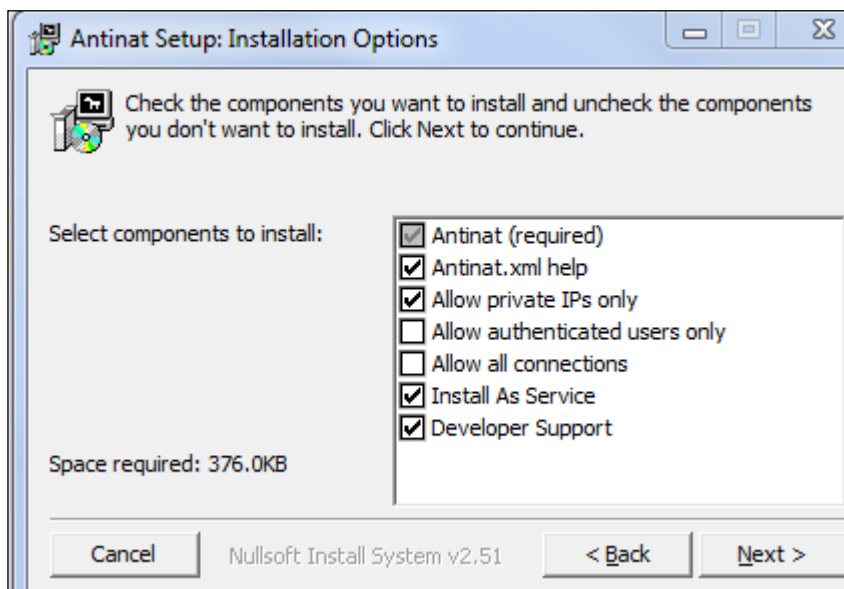 Antinat Setup: Installation Options
Check the components you want to install and uncheck the components
you don't want to install. Click Next to continue.
Select components to install:
Antinat (required)
Antinat.xml help
Allow private IPs only
Allow authenticated users only
Allow all connections
Install As Service
Developer Support
Space required: 376.0KB
Cancel
Nullsoft Install System v2.51
< Back
Next >